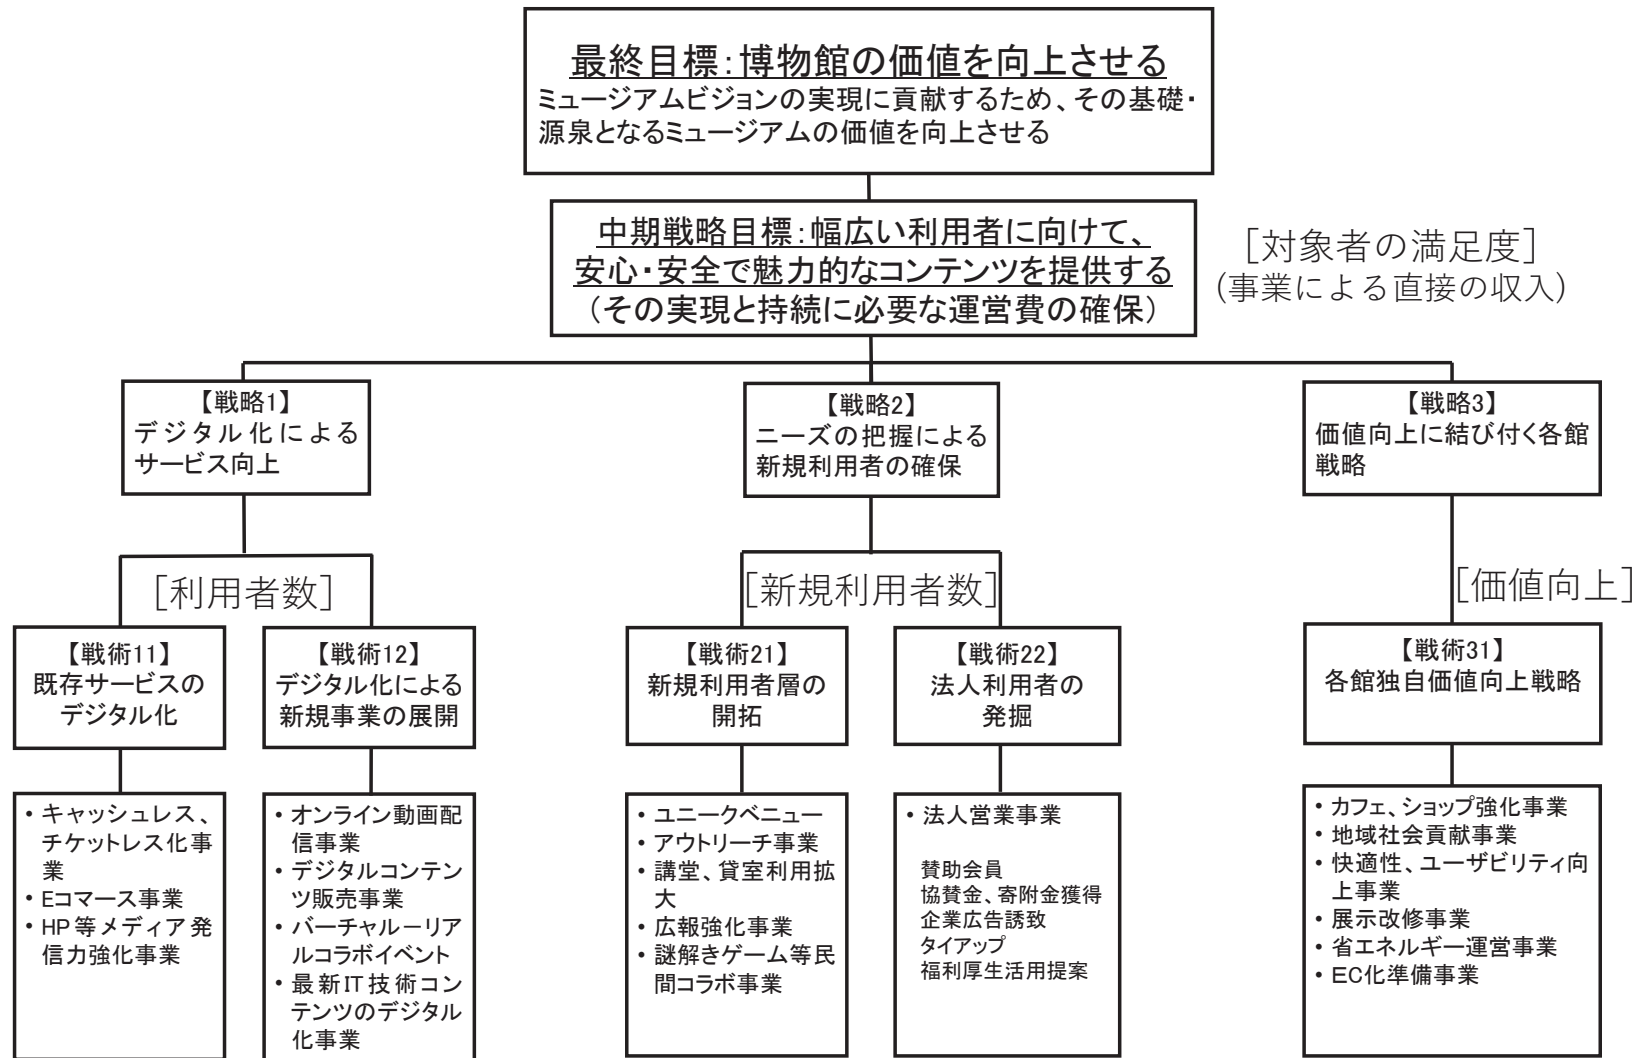 最終目標：博物館の価値を向上させる
ミュージアムビジョンの実現に貢献するため、その基礎・
源泉となるミュージアムの価値を向上させる
中期戦略目標：幅広い利用者に向けて、
安心・安全で魅力的なコンテンツを提供する
（その実現と持続に必要な運営費の確保）
［対象者の満足度］
(事業による直接の収入)
【戦略1】
デジタル化による
サービス向上
【戦略2】
ニーズの把握による
新規利用者の確保
【戦略3】
価値向上に結び付く各館
戦略
［利用者数］
［新規利用者数］
［価値向上］
【戦術11】
既存サービスの
デジタル化
【戦術12】
デジタル化による
新規事業の展開
【戦術21】
新規利用者層の
開拓
【戦術22】
法人利用者の
発掘
【戦術31】
各館独自価値向上戦略
• キャッシュレス、
チケットレス化事
業
• Eコマース事業
• HP等メディア発
信力強化事業
• オンライン動画配
信事業
• デジタルコンテン
ツ販売事業
• バーチャルーリア
ルコラボイベント
• 最新IT技術コン
テンツのデジタル
化事業
• ユニークベニュー
• アウトリーチ事業
• 講堂、貸室利用拡
大
• 広報強化事業
• 謎解きゲーム等民
間コラボ事業
• 法人営業事業
賛助会員
協賛金、寄附金獲得
企業広告誘致
タイアップ
福利厚生活用提案
• カフェ、ショップ強化事業
• 地域社会貢献事業
• 快適性、ユーザビリティ向
上事業
• 展示改修事業
• 省エネルギー運営事業
• EC化準備事業